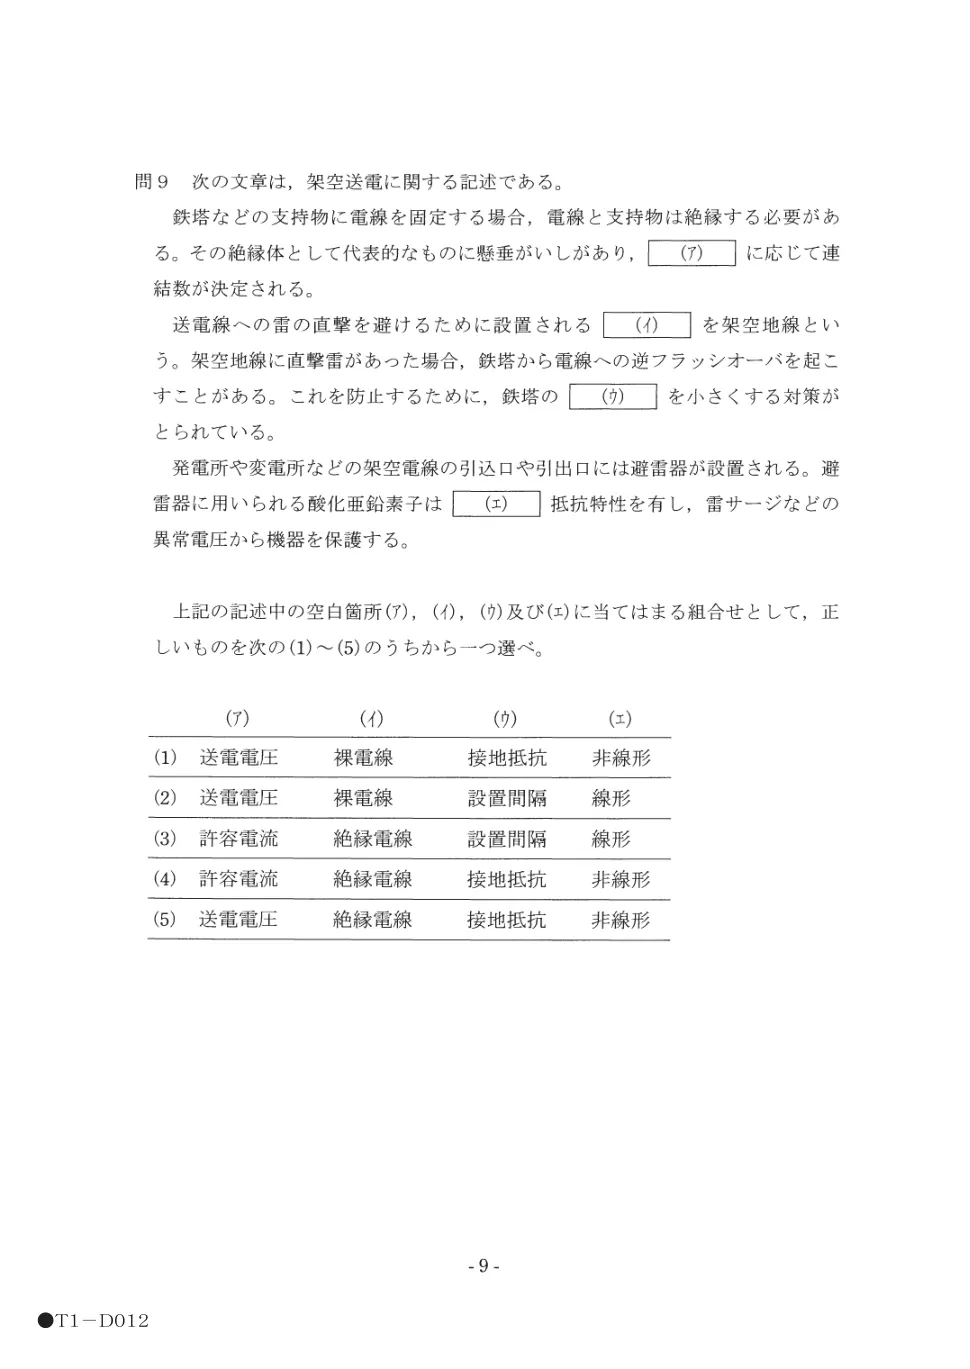 問9 次の文章は，架空送電に関する記述である。
鉄塔などの支持物に電線を固定する場合，電線と支持物は絶縁する必要があ
る。その絶縁体として代表的なものに懸垂がいしがあり， (ｱ) に応じて連
結数が決定される。
送電線への雷の直撃を避けるために設置される (ｲ) を架空地線とい
う。架空地線に直撃雷があった場合，鉄塔から電線への逆フラッシオーバを起こ
すことがある。これを防止するために，鉄塔の (ｳ) を小さくする対策が
とられている。
発電所や変電所などの架空電線の引込口や引出口には避雷器が設置される。避
雷器に用いられる酸化亜鉛素子は (ｴ) 抵抗特性を有し，雷サージなどの
異常電圧から機器を保護する。
上記の記述中の空白箇所(ｱ)，(ｲ)，(ｳ)及び(ｴ)に当てはまる組合せとして，正
しいものを次の(1)～(5)のうちから一つ選べ。
(ｱ) (ｲ) (ｳ) (ｴ)
(1) 送電電圧 裸電線 接地抵抗 非線形
(2) 送電電圧 裸電線 設置間隔 線形
(3) 許容電流 絶縁電線 設置間隔 線形
(4) 許容電流 絶縁電線 接地抵抗 非線形
(5) 送電電圧 絶縁電線 接地抵抗 非線形
- 9 -
●T1－D012